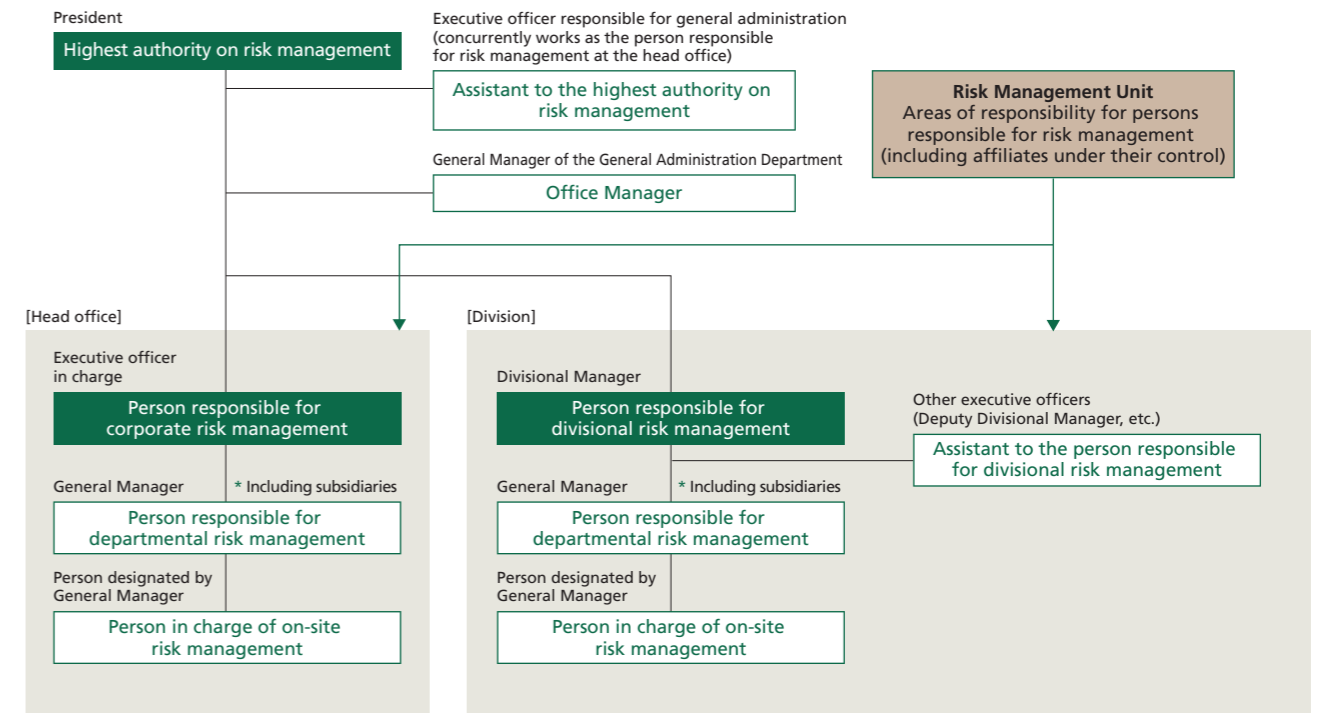 President
Highest authority on risk management
Executive officer responsible for general administration
(concurrently works as the person responsible
for risk management at the head office)
Assistant to the highest authority on
risk management
General Manager of the General Administration Department
Office Manager
Risk Management Unit
Areas of responsibility for persons
responsible for risk management
(including affiliates under their control)
[Head office]
Executive officer
in charge
Person responsible for
corporate risk management
General Manager
* Including subsidiaries
Person responsible for
departmental risk management
Person designated by
General Manager
Person in charge of on-site
risk management
[Division]
Divisional Manager
Person responsible for
divisional risk management
Other executive officers
(Deputy Divisional Manager, etc.)
Assistant to the person responsible
for divisional risk management
General Manager
* Including subsidiaries
Person responsible for
departmental risk management
Person designated by
General Manager
Person in charge of on-site
risk management